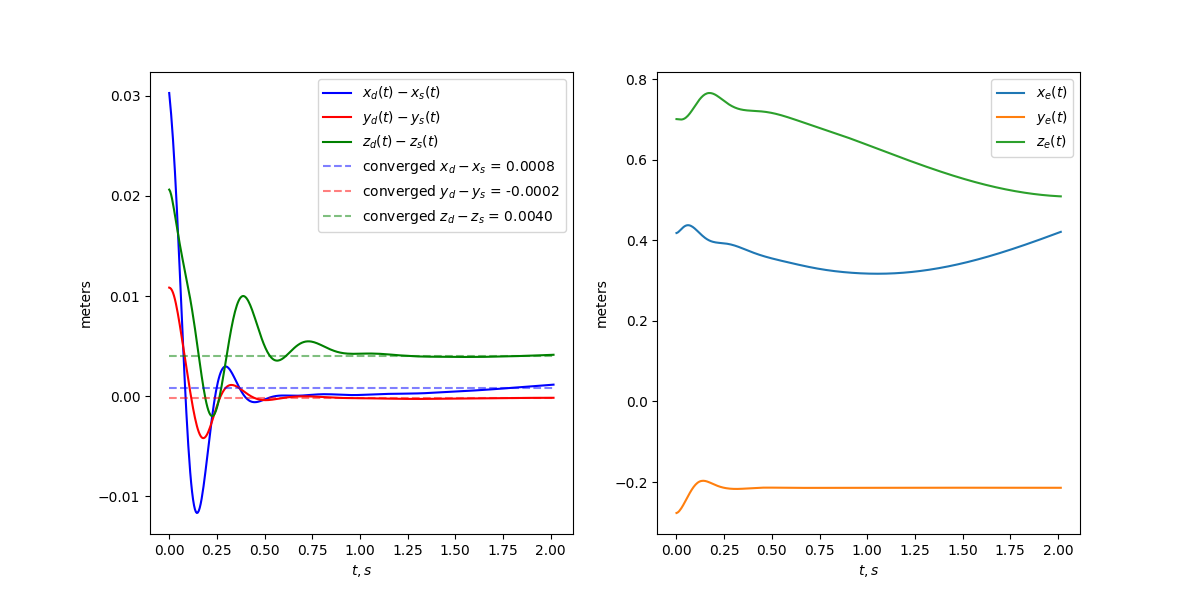 0.03
0.02
0.01
0.00
−0.01
meters
0.00 0.25 0.50 0.75 1.00 1.25 1.50 1.75 2.00
t, s
x_d(t) − x_s(t)
y_d(t) − y_s(t)
z_d(t) − z_s(t)
converged x_d − x_s = 0.0008
converged y_d − y_s = -0.0002
converged z_d − z_s = 0.0040
0.8
0.6
0.4
0.2
0.0
−0.2
meters
0.00 0.25 0.50 0.75 1.00 1.25 1.50 1.75 2.00
t, s
x_e(t)
y_e(t)
z_e(t)